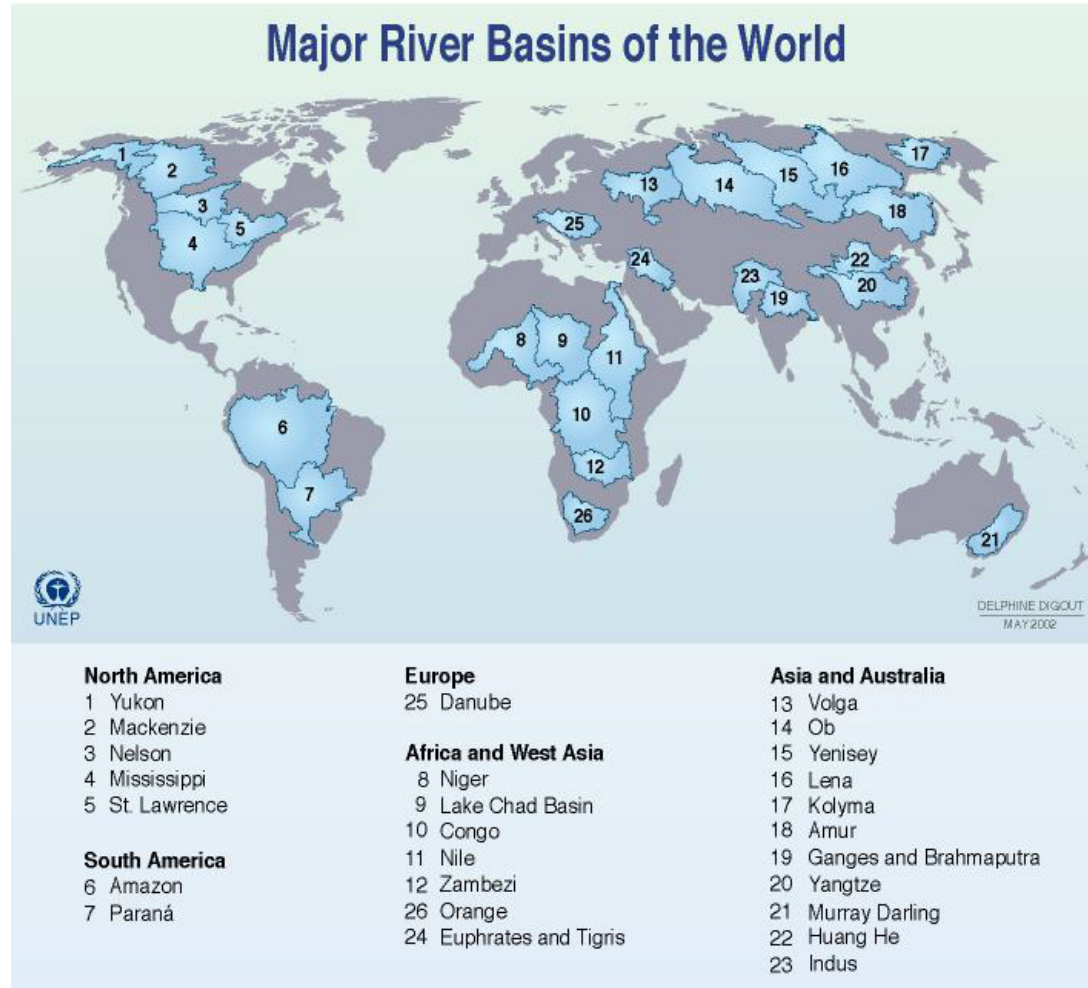 Major River Basins of the World
1
2
3
4
5
6
7
8
9
10
11
12
26
13
14
15
16
17
18
25
24
23
19
22
20
21
UNEP
DELPHINE DIGOUT
MAY 2002
North America
1 Yukon
2 Mackenzie
3 Nelson
4 Mississippi
5 St. Lawrence
South America
6 Amazon
7 Paraná
Europe
25 Danube
Africa and West Asia
8 Niger
9 Lake Chad Basin
10 Congo
11 Nile
12 Zambezi
26 Orange
24 Euphrates and Tigris
Asia and Australia
13 Volga
14 Ob
15 Yenisey
16 Lena
17 Kolyma
18 Amur
19 Ganges and Brahmaputra
20 Yangtze
21 Murray Darling
22 Huang He
23 Indus